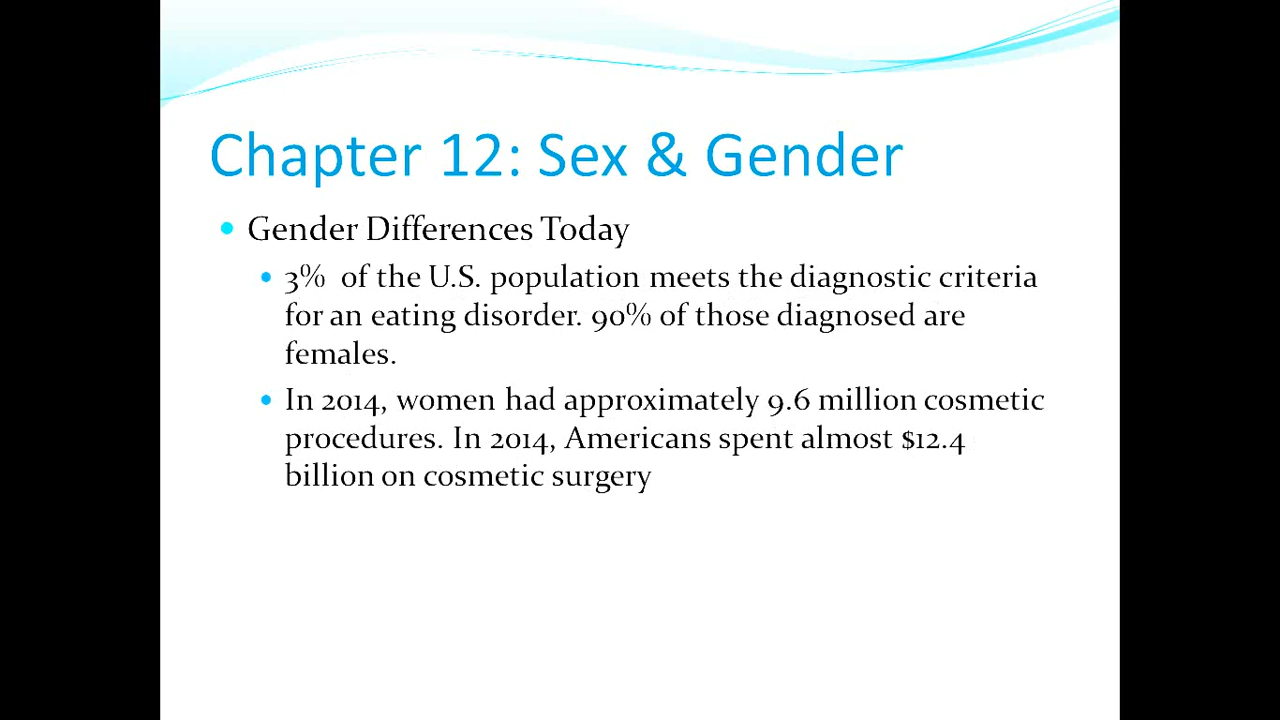 Chapter 12: Sex & Gender
• Gender Differences Today
• 3% of the U.S. population meets the diagnostic criteria
for an eating disorder. 90% of those diagnosed are
females.
• In 2014, women had approximately 9.6 million cosmetic
procedures. In 2014, Americans spent almost $12.4
billion on cosmetic surgery